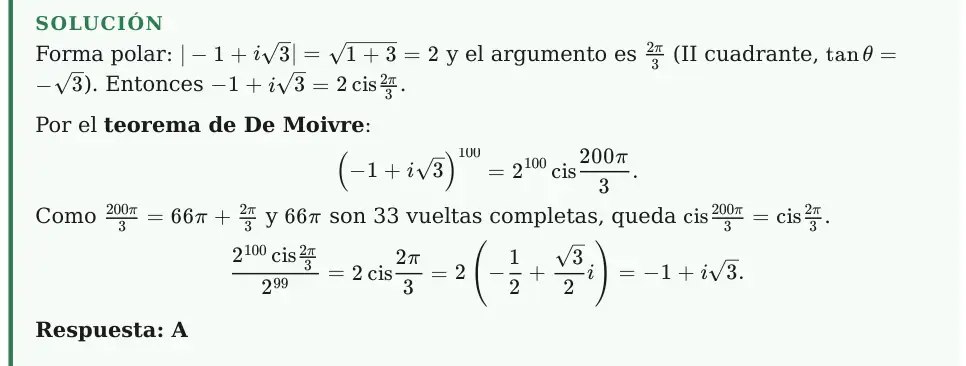 SOLUCIÓN
Forma polar: |−1 + i√3| = √(1 + 3) = 2 y el argumento es 2π/3 (II cuadrante, tan θ =
−√3). Entonces −1 + i√3 = 2 cis 2π/3.
Por el teorema de De Moivre:
(−1 + i√3)^100 = 2^100 cis 200π/3.
Como 200π/3 = 66π + 2π/3 y 66π son 33 vueltas completas, queda cis 200π/3 = cis 2π/3.
(2^100 cis 2π/3)/2^99 = 2 cis 2π/3 = 2 (−1/2 + √3/2 i) = −1 + i√3.
Respuesta: A